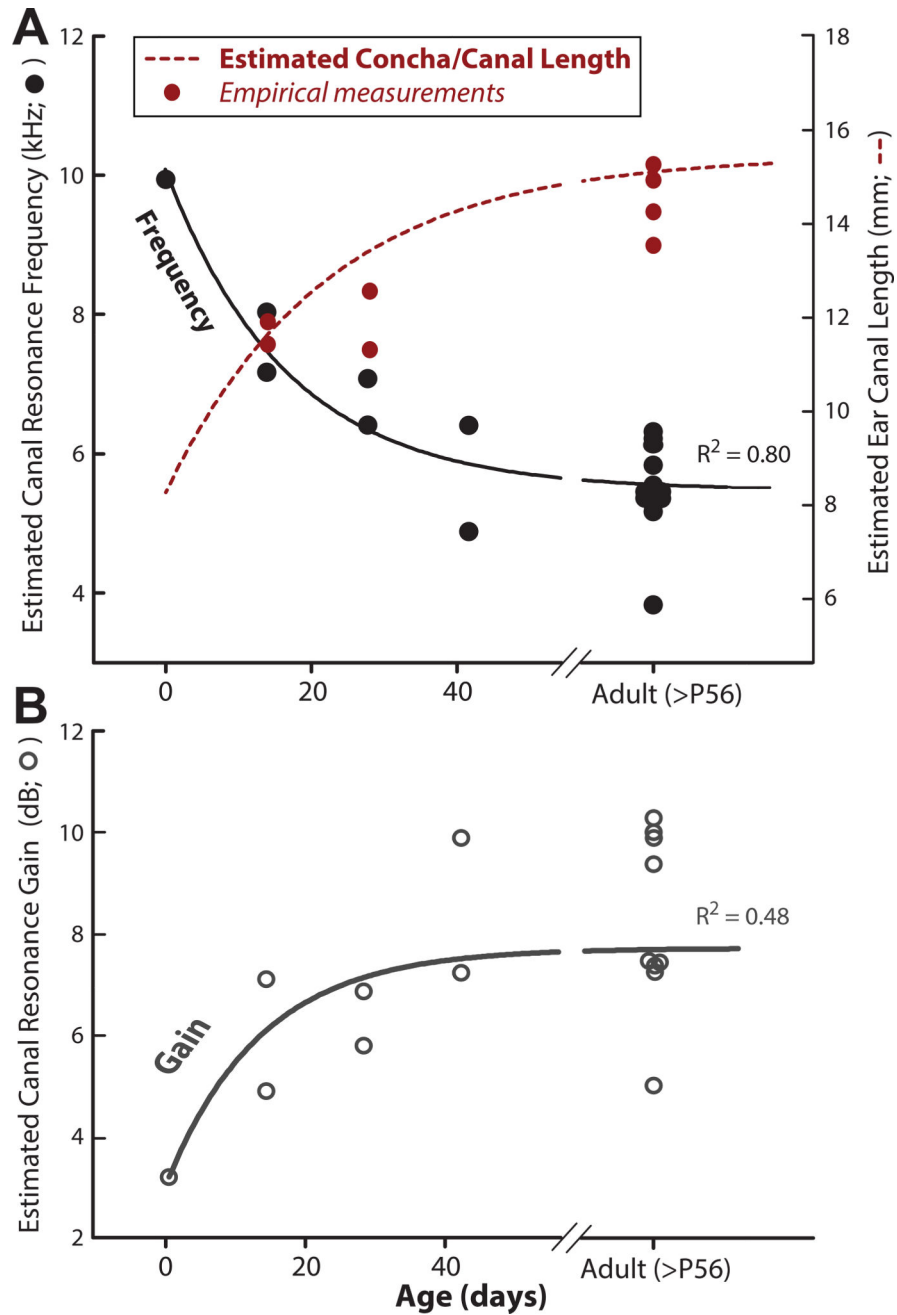 A
Estimated Concha/Canal Length
Empirical measurements
Estimated Canal Resonance Frequency (kHz; ●)
12
10
8
6
4
Frequency
R² = 0.80
18
16
14
12
10
8
6
Estimated Ear Canal Length (mm; --)
0
20
40
Adult (>P56)
B
Estimated Canal Resonance Gain (dB; O)
12
10
8
6
4
2
Gain
R² = 0.48
0
20
40
Adult (>P56)
Age (days)